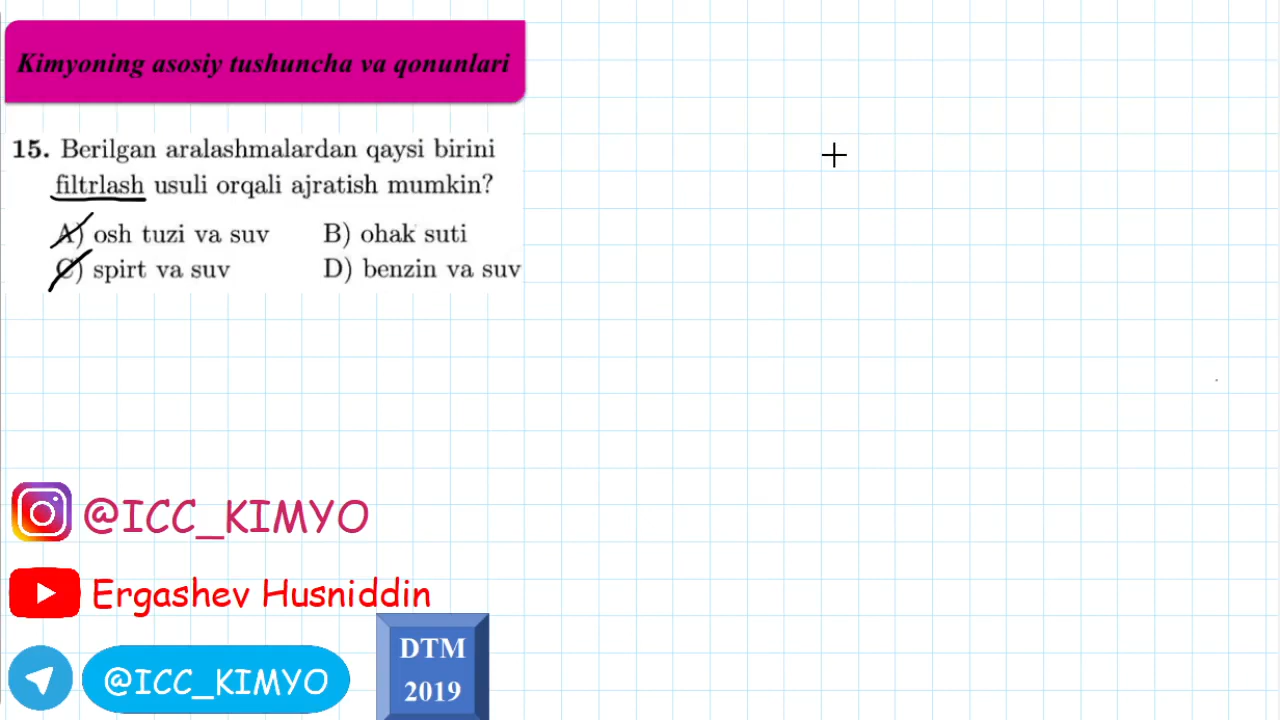 Kimyoning asosiy tushuncha va qonunlari
15. Berilgan aralashmalardan qaysi birini
filtrlash usuli orqali ajratish mumkin?
A) osh tuzi va suv B) ohak suti
C) spirt va suv D) benzin va suv
@ICC_KIMYO
Ergashev Husniddin
@ICC_KIMYO
DTM
2019